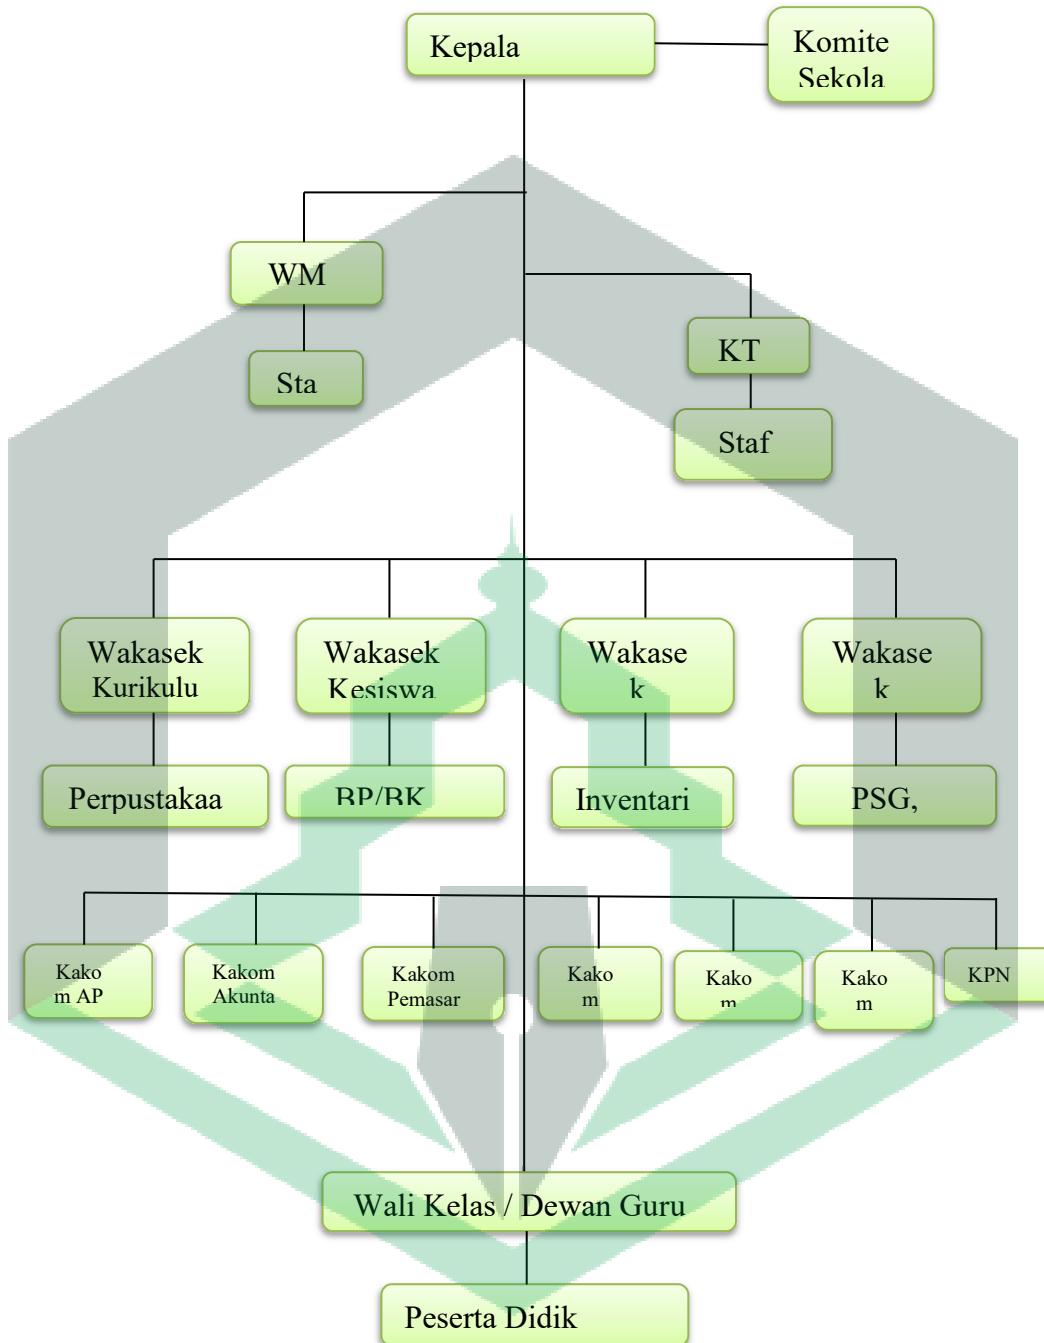 Kepala
Komite
Sekola
WM
KT
Sta
Staf
Wakasek
Kurikulu
Wakasek
Kesiswa
Wakase
k
Wakase
k
Perpustakaa
BP/BK
Inventari
PSG,
Kako
m AP
Kakom
Akunta
Kakom
Pemasar
Kako
m
Kako
m
Kako
m
KPN
Wali Kelas / Dewan Guru
Peserta Didik